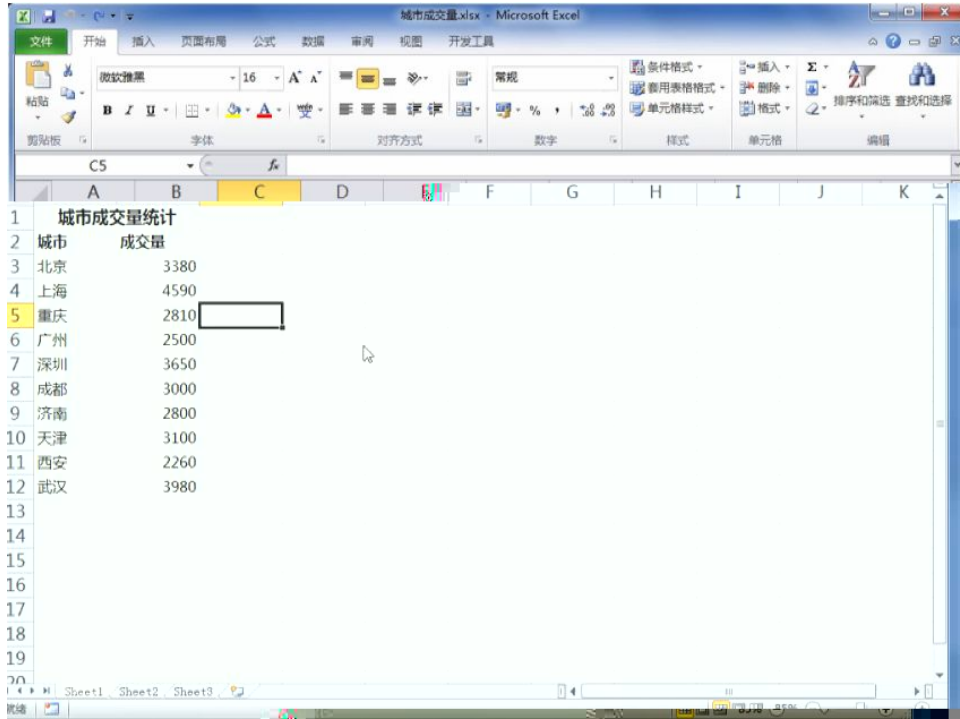 城市成交量.xlsx - Microsoft Excel
文件 开始 插入 页面布局 公式 数据 审阅 视图 开发工具
微软雅黑 16 常规 条件格式 插入 Σ
粘贴 套用表格格式 删除 排序和筛选 查找和选择
B I U A % , 单元格样式 格式
剪贴板 字体 对齐方式 数字 样式 单元格 编辑
C5 fx
A B C D E F G H I J K
1 城市成交量统计
2 城市 成交量
3 北京 3380
4 上海 4590
5 重庆 2810
6 广州 2500
7 深圳 3650
8 成都 3000
9 济南 2800
10 天津 3100
11 西安 2260
12 武汉 3980
13
14
15
16
17
18
19
20
Sheet1 Sheet2 Sheet3
就绪 85%